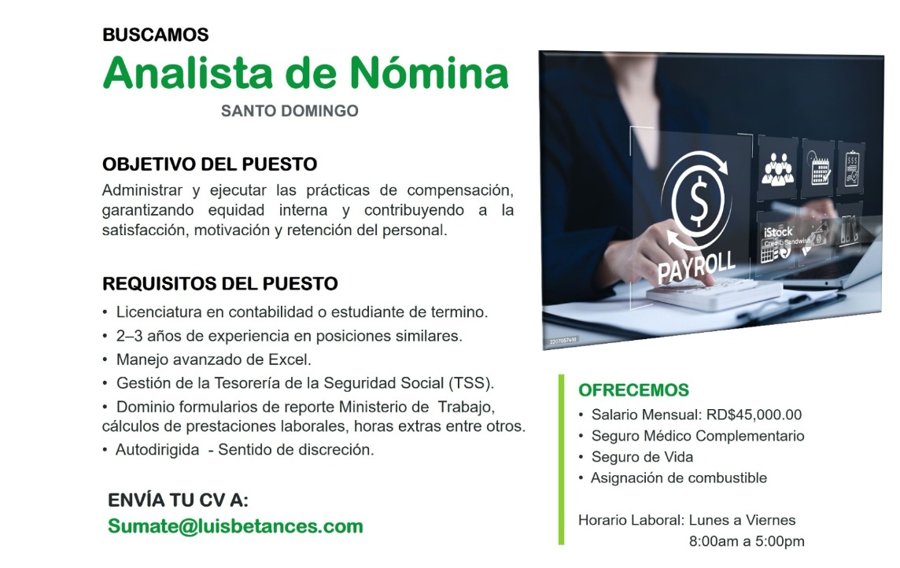 BUSCAMOS
Analista de Nómina
SANTO DOMINGO
OBJETIVO DEL PUESTO
Administrar y ejecutar las prácticas de compensación,
garantizando equidad interna y contribuyendo a la
satisfacción, motivación y retención del personal.
REQUISITOS DEL PUESTO
• Licenciatura en contabilidad o estudiante de termino.
• 2–3 años de experiencia en posiciones similares.
• Manejo avanzado de Excel.
• Gestión de la Tesorería de la Seguridad Social (TSS).
• Dominio formularios de reporte Ministerio de Trabajo,
cálculos de prestaciones laborales, horas extras entre otros.
• Autodirigida - Sentido de discreción.
ENVÍA TU CV A:
Sumate@luisbetances.com
PAYROLL
iStock
OFRECEMOS
• Salario Mensual: RD$45,000.00
• Seguro Médico Complementario
• Seguro de Vida
• Asignación de combustible
Horario Laboral: Lunes a Viernes
8:00am a 5:00pm